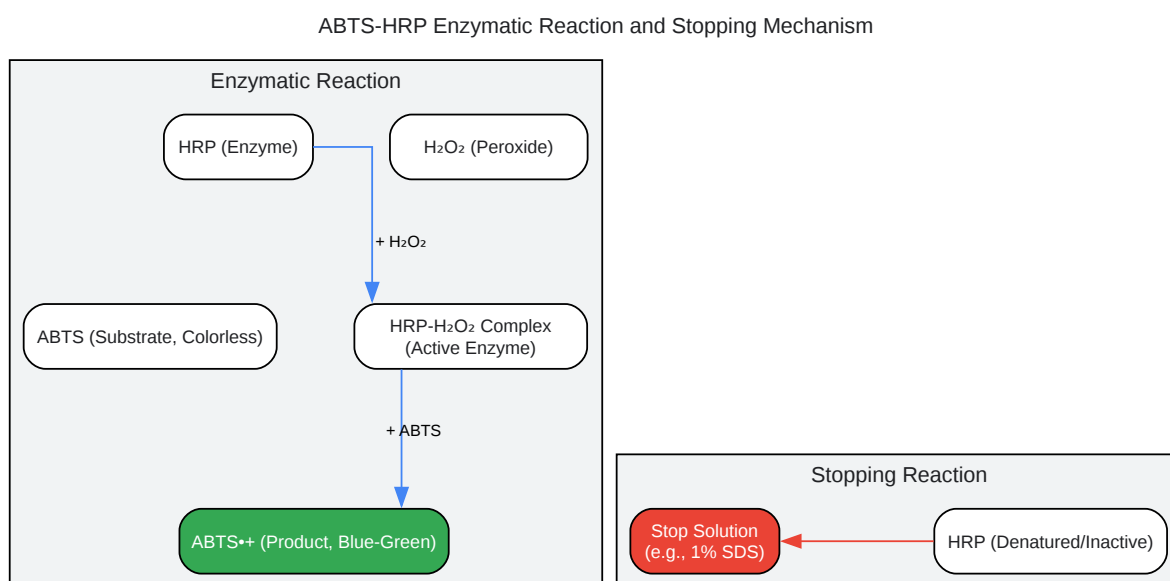 ABTS-HRP Enzymatic Reaction and Stopping Mechanism
Enzymatic Reaction
HRP (Enzyme)
H₂O₂ (Peroxide)
+ H₂O₂
ABTS (Substrate, Colorless)
HRP-H₂O₂ Complex
(Active Enzyme)
+ ABTS
ABTS•+ (Product, Blue-Green)
Stopping Reaction
Stop Solution
(e.g., 1% SDS)
HRP (Denatured/Inactive)